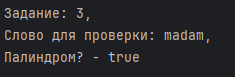 Задание: 3,
Слово для проверки: madam,
Палиндром? - true